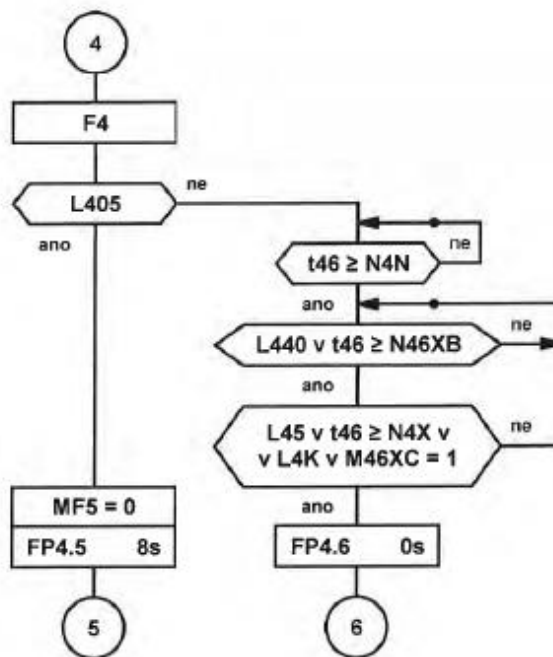 4
F4
L405
ne
ano
t46 ≥ N4N
ne
ano
L440 v t46 ≥ N46XB
ne
ano
L45 v t46 ≥ N4X v
v L4K v M46XC = 1
ne
ano
MF5 = 0
FP4.5 8s
FP4.6 0s
5
6